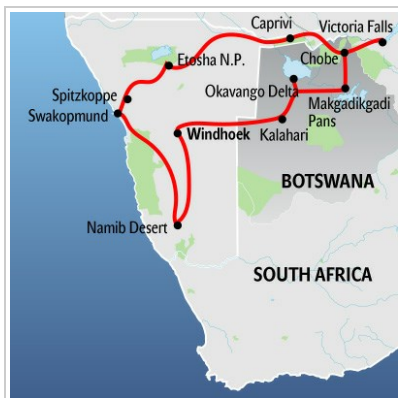 Caprivi
Victoria Falls
Etosha N.P.
Chobe
Okavango Delta
Spitzkoppe
Makgadikgadi
Pans
Swakopmund
Windhoek
Kalahari
BOTSWANA
Namib Desert
SOUTH AFRICA